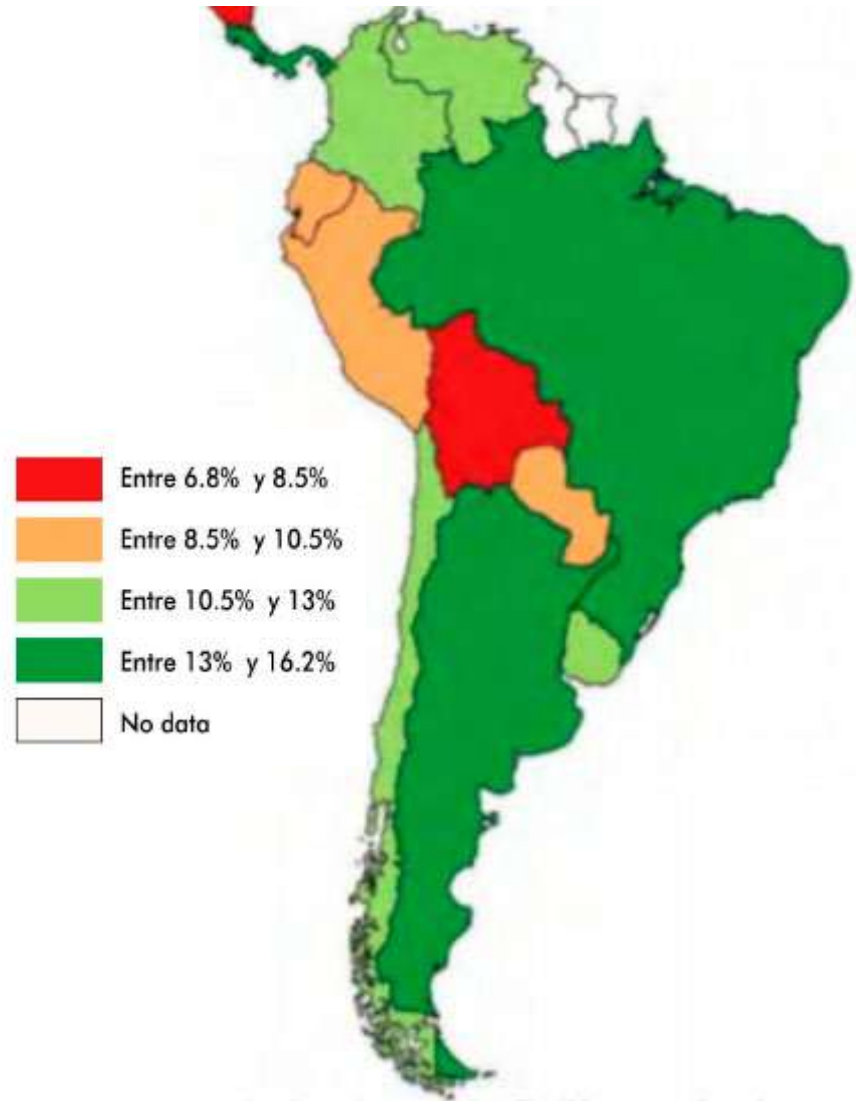 Entre 6.8% y 8.5%
Entre 8.5% y 10.5%
Entre 10.5% y 13%
Entre 13% y 16.2%
No data